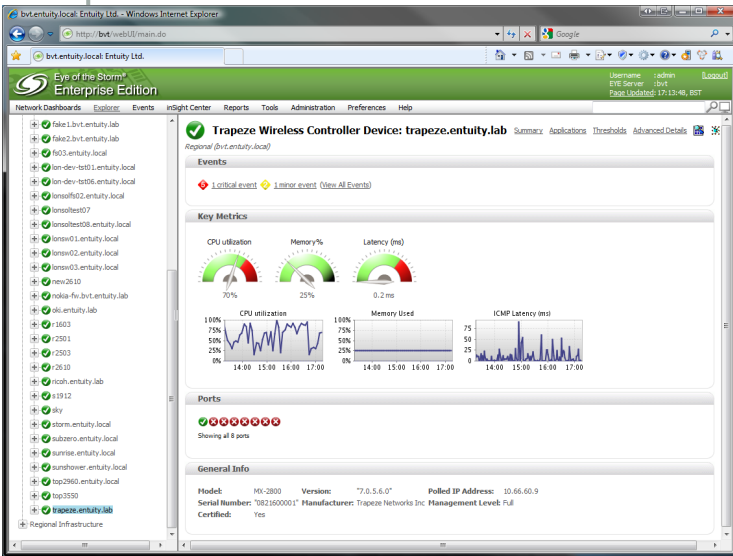 bvt.entuity.local: Entuity Ltd. - Windows Internet Explorer
http://bvt/webUI/main.do
Google
bvt.entuity.local: Entuity Ltd.
Eye of the Storm®
Enterprise Edition
Username :admin [Logout]
EYE Server :bvt
Page Updated: 17:13:48, BST
Network Dashboards Explorer Events inSight Center Reports Tools Administration Preferences Help
fake1.bvt.entuity.lab
fake2.bvt.entuity.lab
fs03.entuity.local
lon-dev-tst01.entuity.local
lon-dev-tst06.entuity.local
lonsolfs02.entuity.local
lonsoltest07
lonsoltest08.entuity.local
lonsw01.entuity.local
lonsw02.entuity.local
lonsw03.entuity.local
new2610
nokia-fw.bvt.entuity.lab
oki.entuity.lab
r1603
r2501
r2503
r2610
ricoh.entuity.lab
s1912
sky
storm.entuity.local
subzero.entuity.local
sunrise.entuity.local
sunshower.entuity.local
top2960.entuity.local
top3550
trapeze.entuity.lab
Regional Infrastructure
Trapeze Wireless Controller Device: trapeze.entuity.lab Summary Applications Thresholds Advanced Details
Regional (bvt.entuity.local)
Events
1 critical event 1 minor event (View All Events)
Key Metrics
CPU utilization Memory% Latency (ms)
70% 25% 0.2 ms
CPU utilization Memory Used ICMP Latency (ms)
100% 100%
75% 75% 75
50% 50% 50
25% 25% 25
0% 0% 0
14:00 15:00 16:00 17:00 14:00 15:00 16:00 17:00 14:00 15:00 16:00 17:00
Ports
Showing all 8 ports
General Info
Model: MX-2800 Version: "7.0.5.6.0" Polled IP Address: 10.66.60.9
Serial Number: "0821600001" Manufacturer: Trapeze Networks Inc Management Level: Full
Certified: Yes